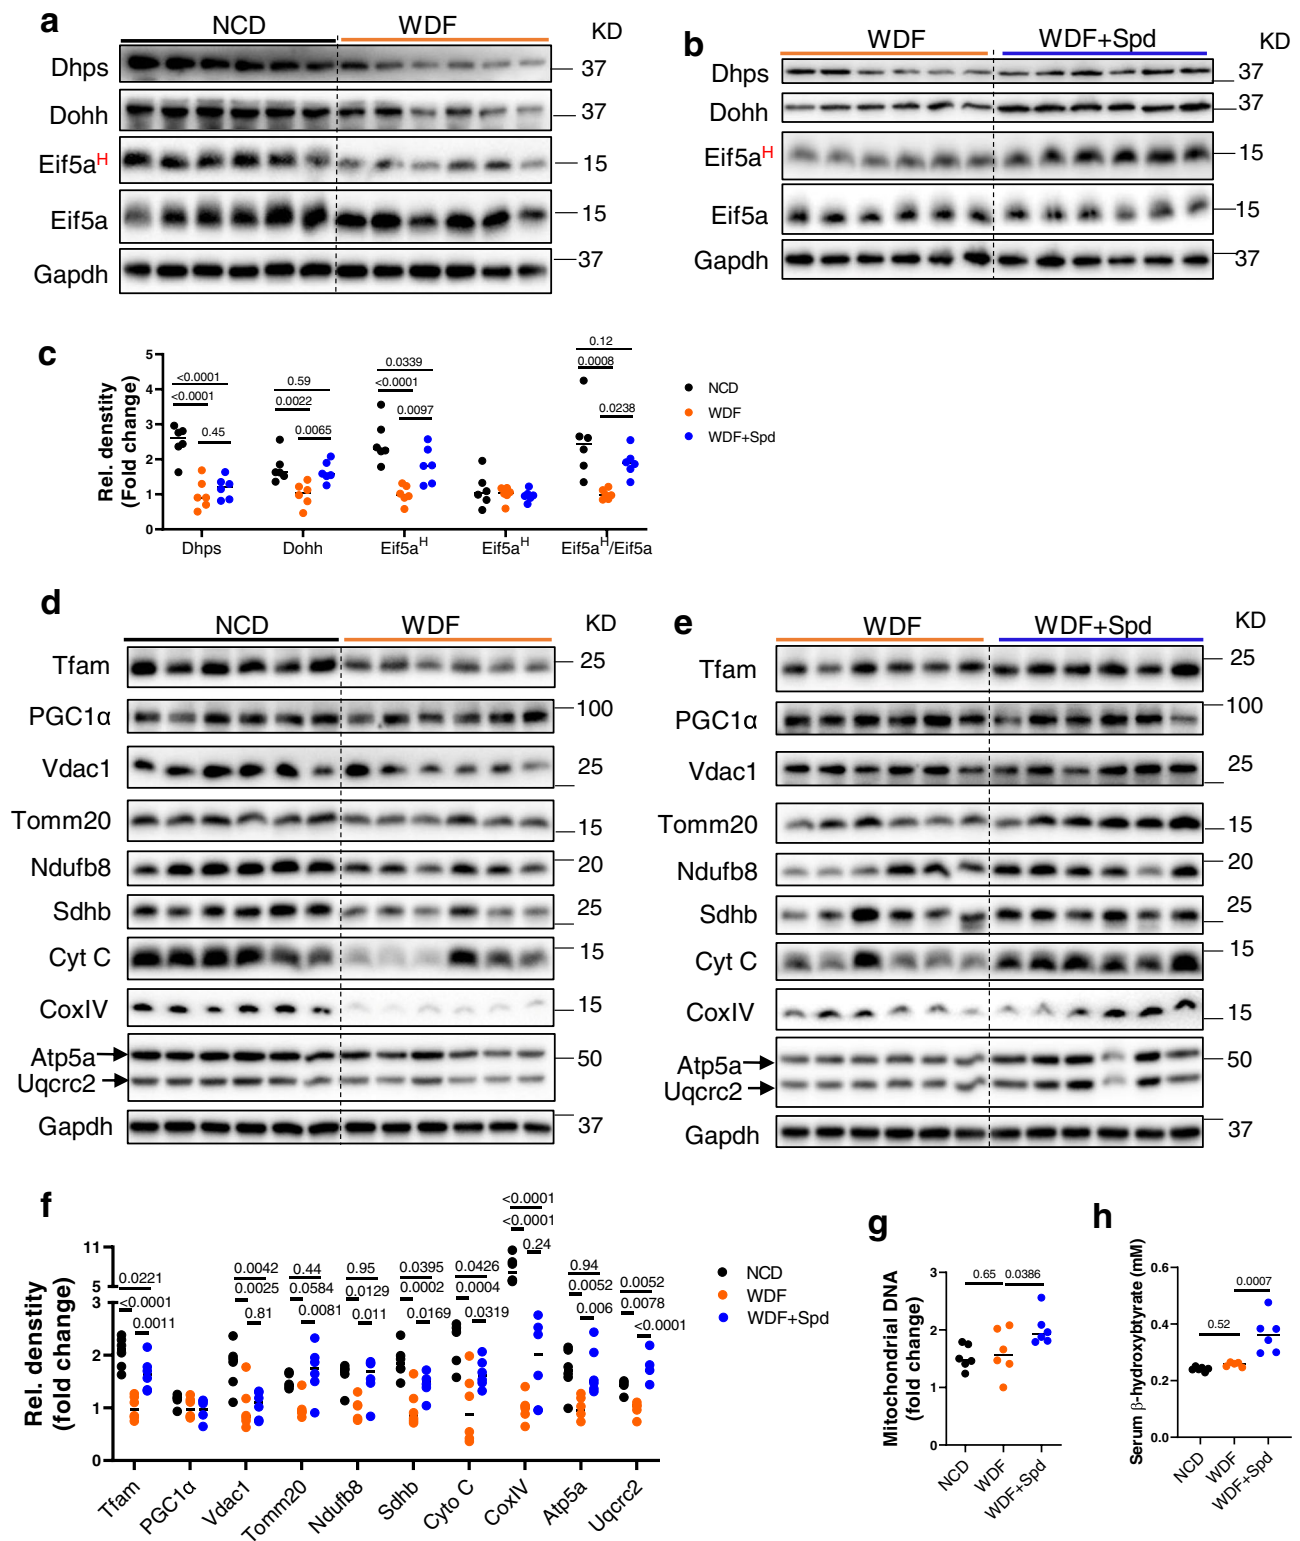 a
NCD
WDF
KD
Dhps
37
Dohh
37
Eif5aH
15
Eif5a
15
Gapdh
37
b
WDF
WDF+Spd
KD
Dhps
37
Dohh
37
Eif5aH
15
Eif5a
15
Gapdh
37
c
Rel. denstity
(Fold change)
5
4
3
2
1
0
<0.0001
<0.0001
0.45
0.59
0.0022
0.0065
0.0339
<0.0001
0.0097
0.12
0.0008
0.0238
Dhps
Dohh
Eif5aH
Eif5aH
Eif5aH/Eif5a
NCD
WDF
WDF+Spd
d
NCD
WDF
KD
Tfam
25
PGC1α
100
Vdac1
25
Tomm20
15
Ndufb8
20
Sdhb
25
Cyt C
15
CoxIV
15
Atp5a
50
Uqcrc2
Gapdh
37
e
WDF
WDF+Spd
KD
Tfam
25
PGC1α
100
Vdac1
25
Tomm20
15
Ndufb8
20
Sdhb
25
Cyt C
15
CoxIV
15
Atp5a
50
Uqcrc2
Gapdh
37
f
Rel. denstity
(fold change)
11
5
3
2
1
0
0.0221
<0.0001
0.0011
0.0042
0.0025
0.81
0.44
0.0584
0.0081
0.95
0.0129
0.011
0.0395
0.0002
0.0169
0.0426
0.0004
0.0319
<0.0001
<0.0001
0.24
0.94
0.0052
0.006
0.0052
0.0078
<0.0001
Tfam
PGC1α
Vdac1
Tomm20
Ndufb8
Sdhb
Cyto C
CoxIV
Atp5a
Uqcrc2
NCD
WDF
WDF+Spd
g
Mitochondrial DNA
(fold change)
3
2
1
0
0.65
0.0386
NCD
WDF
WDF+Spd
h
Serum β-hydroxybtyrate (mM)
0.6
0.4
0.2
0.0
0.52
0.0007
NCD
WDF
WDF+Spd